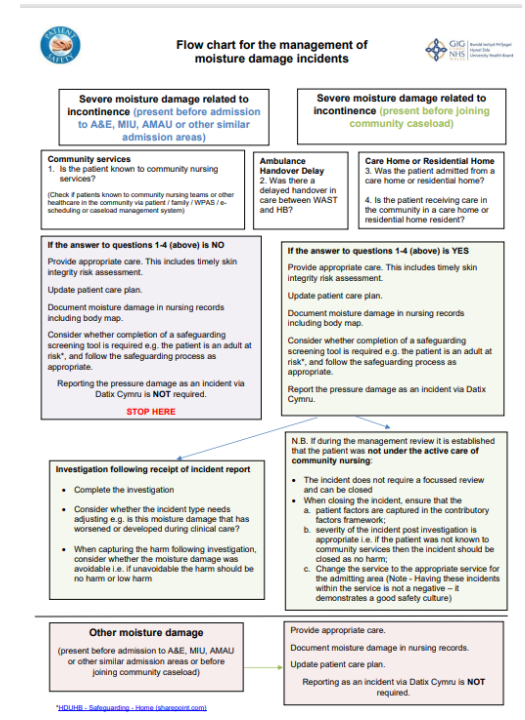 PATIENT
SAFETY
Flow chart for the management of
moisture damage incidents
GIG
CYMRU
NHS
WALES
Bwrdd Iechyd Prifysgol
Hywel Dda
University Health Board
Severe moisture damage related to
incontinence (present before admission
to A&E, MIU, AMAU or other similar
admission areas)
Severe moisture damage related to
incontinence (present before joining
community caseload)
Community services
1. Is the patient known to community nursing
services?
(Check if patients known to community nursing teams or other
healthcare in the community via patient / family / WPAS / e-
scheduling or caseload management system)
Ambulance
Handover Delay
2. Was there a
delayed handover in
care between WAST
and HB?
Care Home or Residential Home
3. Was the patient admitted from a
care home or residential home?
4. Is the patient receiving care in
the community in a care home or
residential home resident?
If the answer to questions 1-4 (above) is NO
Provide appropriate care. This includes timely skin
integrity risk assessment.
Update patient care plan.
Document moisture damage in nursing records
including body map.
Consider whether completion of a safeguarding
screening tool is required e.g. the patient is an adult at
risk*, and follow the safeguarding process as
appropriate.
Reporting the pressure damage as an incident via
Datix Cymru is NOT required.
STOP HERE
If the answer to questions 1-4 (above) is YES
Provide appropriate care. This includes timely skin
integrity risk assessment.
Update patient care plan.
Document moisture damage in nursing records
including body map.
Consider whether completion of a safeguarding
screening tool is required e.g. the patient is an adult at
risk*, and follow the safeguarding process as
appropriate.
Report the pressure damage as an incident via Datix
Cymru.
Investigation following receipt of incident report
• Complete the investigation
• Consider whether the incident type needs
adjusting e.g. is this moisture damage that has
worsened or developed during clinical care?
• When capturing the harm following investigation,
consider whether the moisture damage was
avoidable i.e. if unavoidable the harm should be
no harm or low harm
N.B. If during the management review it is established
that the patient was not under the active care of
community nursing:
• The incident does not require a focussed review
and can be closed
• When closing the incident, ensure that the
a. patient factors are captured in the contributory
factors framework;
b. severity of the incident post investigation is
appropriate i.e. if the patient was not known to
community services then the incident should be
closed as no harm;
c. Change the service to the appropriate service for
the admitting area (Note - Having these incidents
within the service is not a negative – it
demonstrates a good safety culture)
Other moisture damage
(present before admission to A&E, MIU, AMAU
or other similar admission areas or before
joining community caseload)
Provide appropriate care.
Document moisture damage in nursing records.
Update patient care plan.
Reporting as an incident via Datix Cymru is NOT
required.
*HDUHB - Safeguarding - Home (sharepoint.com)